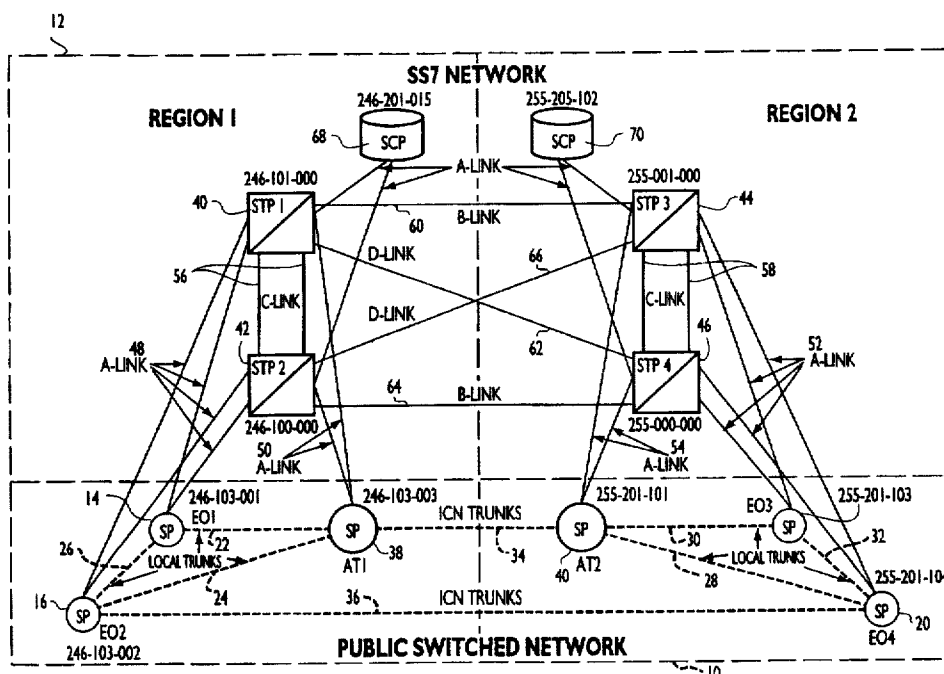 12
SS7 NETWORK
REGION 1
REGION 2
246-201-015
255-205-102
68
SCP
SCP
70
A-LINK
246-101-000
255-001-000
40
STP 1
STP 3
44
60
B-LINK
D-LINK
66
56
C-LINK
C-LINK
58
D-LINK
42
46
48
A-LINK
STP 2
62
STP 4
52
A-LINK
64
B-LINK
246-100-000
255-000-000
50
A-LINK
54
A-LINK
14
246-103-001
246-103-003
255-201-101
255-201-103
EO1
ICN TRUNKS
EO3
SP
SP
SP
SP
22
38
34
30
32
26
LOCAL TRUNKS
AT1
40
AT2
LOCAL TRUNKS
24
28
255-201-10
16
36
ICN TRUNKS
SP
SP
20
EO2
EO4
246-103-002
PUBLIC SWITCHED NETWORK
10